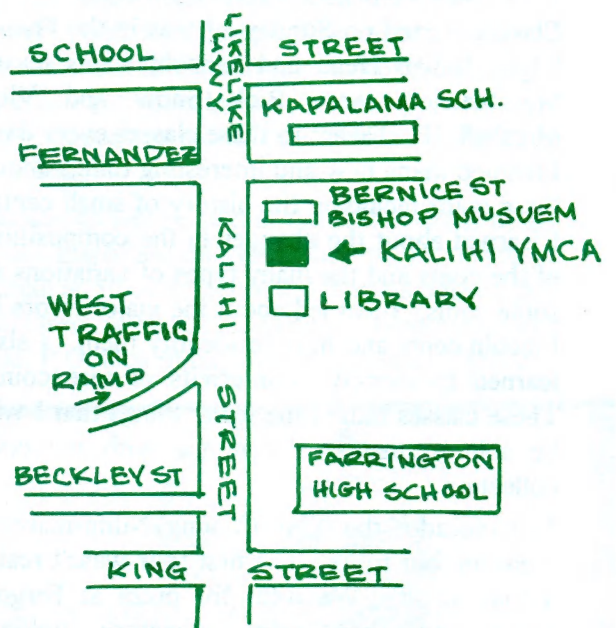 SCHOOL
STREET
LIKELIKE
HWY
KAPALAMA SCH.
FERNANDEZ
BERNICE ST
BISHOP MUSUEM
KALIHI YMCA
LIBRARY
KALIHI STREET
WEST
TRAFFIC
ON
RAMP
BECKLEY ST
FARRINGTON
HIGH SCHOOL
KING STREET